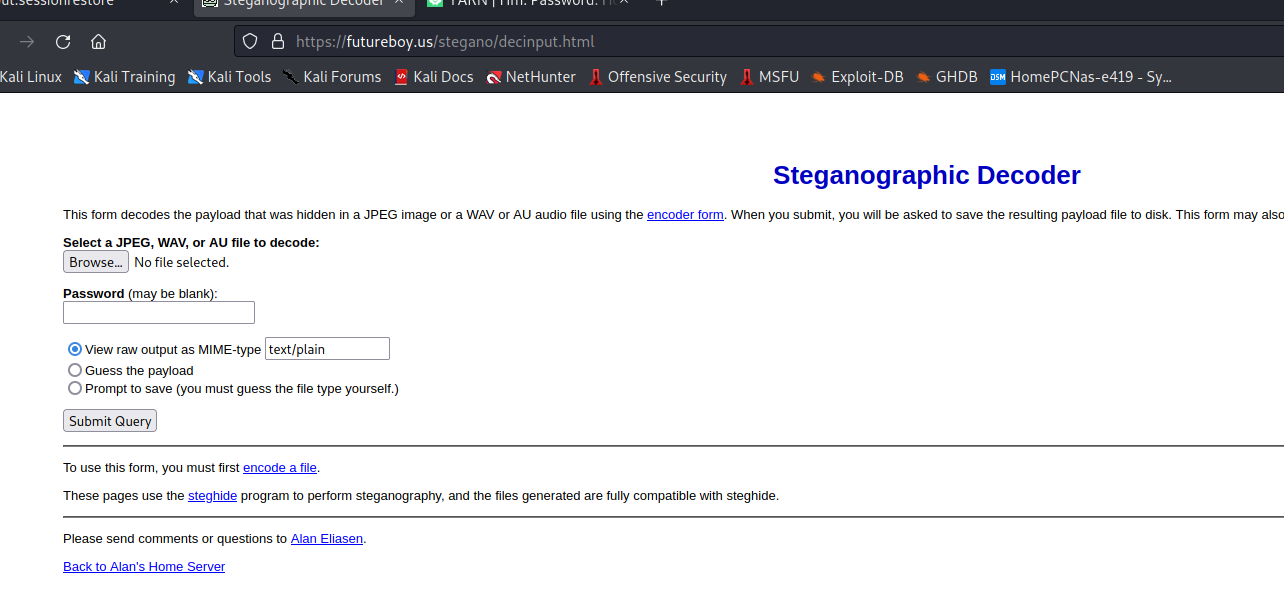 Steganographic Decoder
YARN | Hm. Password.
https://futureboy.us/stegano/decinput.html
Kali Linux Kali Training Kali Tools Kali Forums Kali Docs NetHunter Offensive Security MSFU Exploit-DB GHDB HomePCNas-e419 - Sy...
Steganographic Decoder
This form decodes the payload that was hidden in a JPEG image or a WAV or AU audio file using the encoder form. When you submit, you will be asked to save the resulting payload file to disk. This form may also
Select a JPEG, WAV, or AU file to decode:
Browse... No file selected.
Password (may be blank):
View raw output as MIME-type text/plain
Guess the payload
Prompt to save (you must guess the file type yourself.)
Submit Query
To use this form, you must first encode a file.
These pages use the steghide program to perform steganography, and the files generated are fully compatible with steghide.
Please send comments or questions to Alan Eliasen.
Back to Alan's Home Server